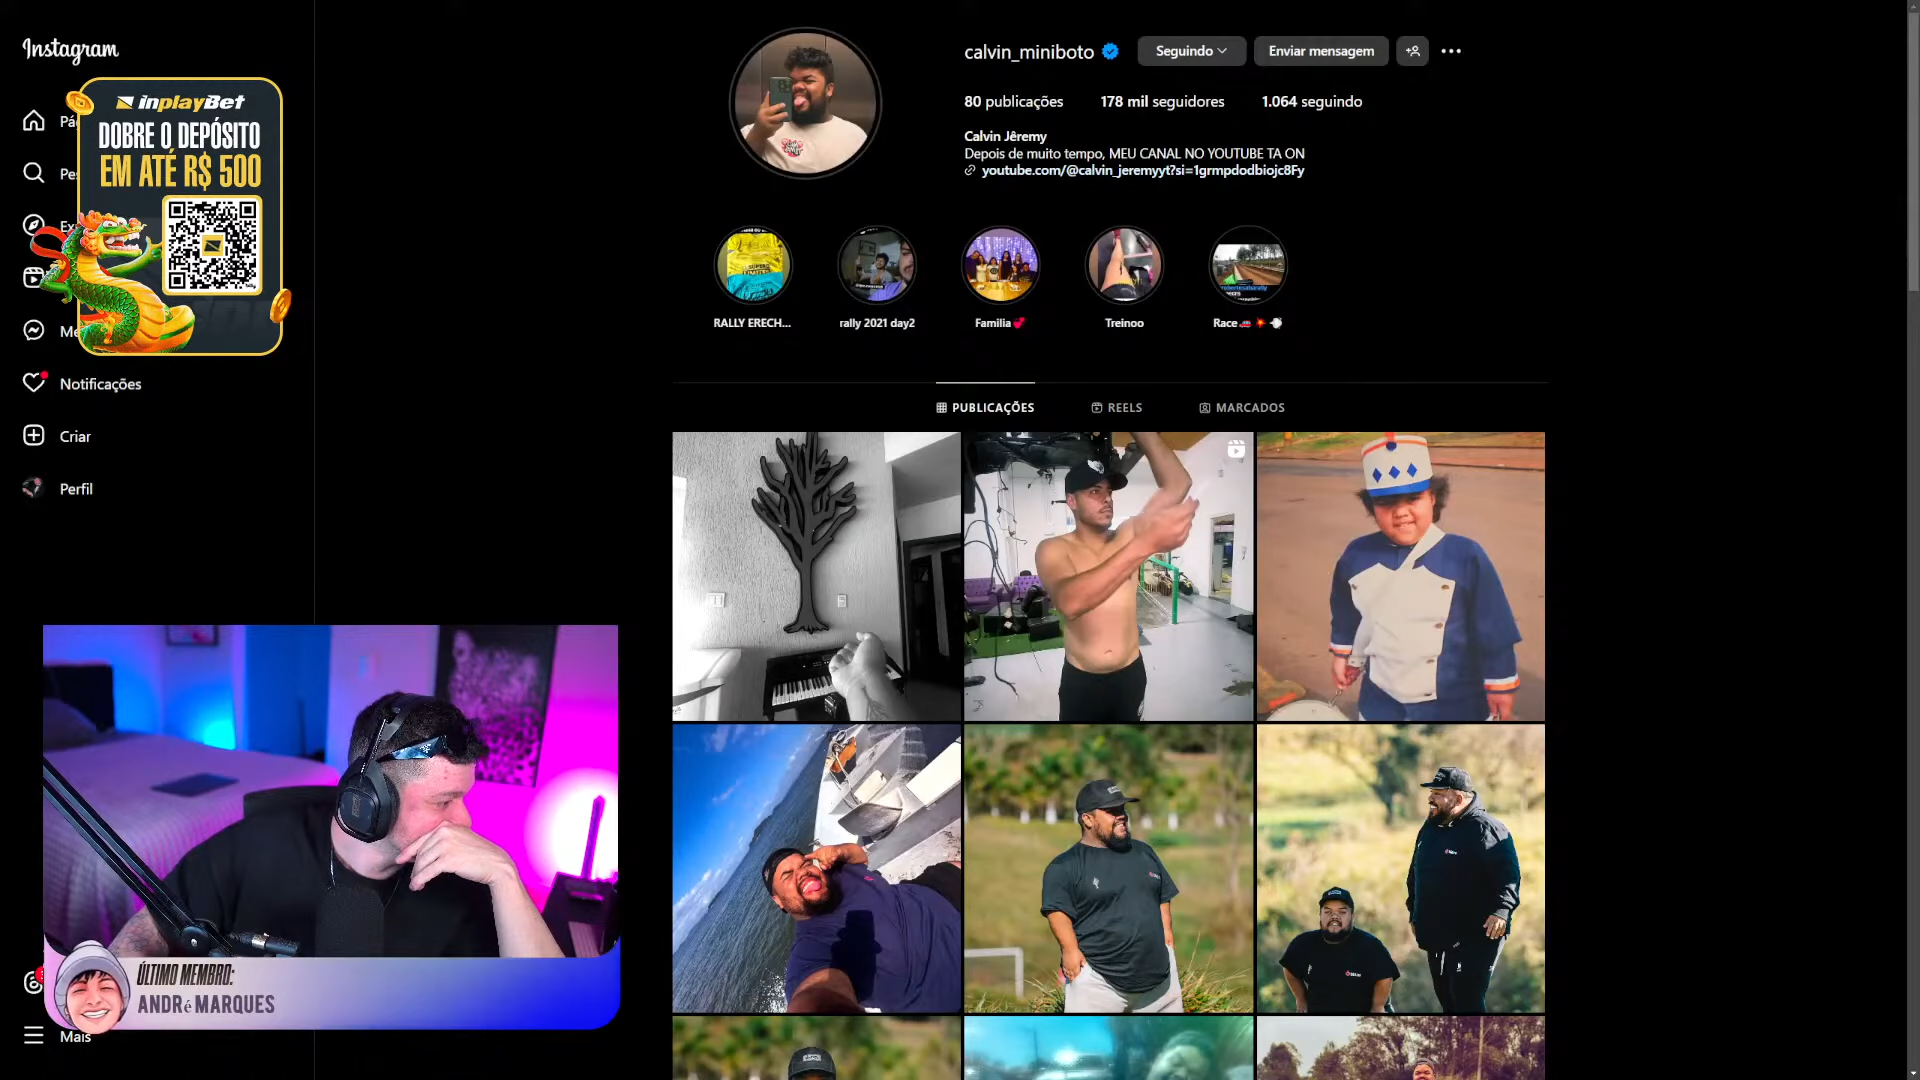 Instagram
inplayBet
DOBRE O DEPÓSITO
EM ATÉ R$ 500
Notificações
Criar
Perfil
Mais
calvin_miniboto
Seguindo
Enviar mensagem
80 publicações
178 mil seguidores
1.064 seguindo
Calvin Jêremy
Depois de muito tempo, MEU CANAL NO YOUTUBE TA ON
youtube.com/@calvin_jeremyyt?si=1grmpdodbiojc8Fy
RALLY ERECH...
rally 2021 day2
Familia💕
Treinoo
Race
PUBLICAÇÕES
REELS
MARCADOS
ÚLTIMO MEMBRO:
ANDRé MARQUES